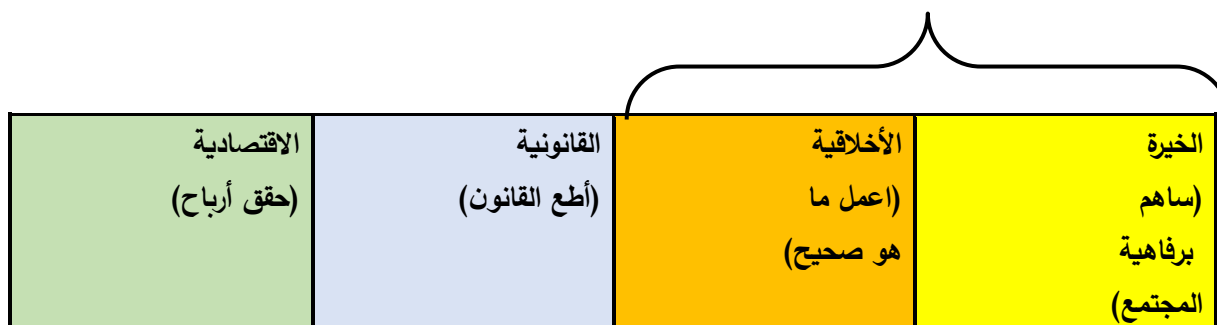 الخيرة
(ساهم
برفاهية
المجتمع)
الأخلاقية
(اعمل ما
هو صحيح)
القانونية
(أطع القانون)
الاقتصادية
(حقق أرباح)